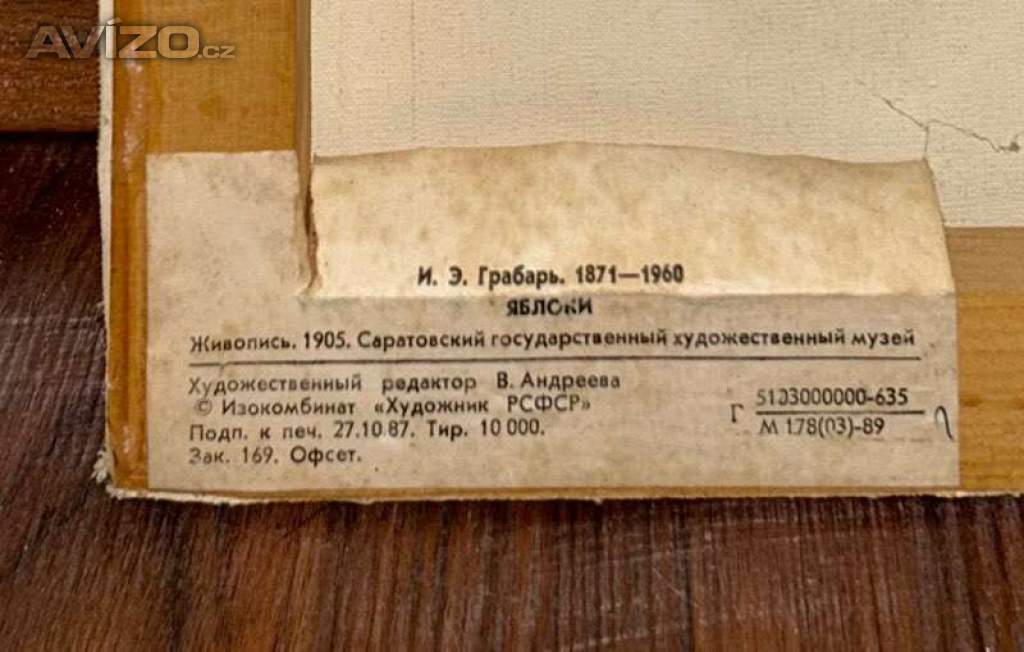 AVÍZO.cz
И. Э. Грабарь. 1871—1960
ЯБЛОКИ
Живопись. 1905. Саратовский государственный художественный музей
Художественный редактор В. Андреева
© Изокомбинат «Художник РСФСР»
Подп. к печ. 27.10.87. Тир. 10 000.
Зак. 169. Офсет.
Г 5103000000-635
М 178(03)-89